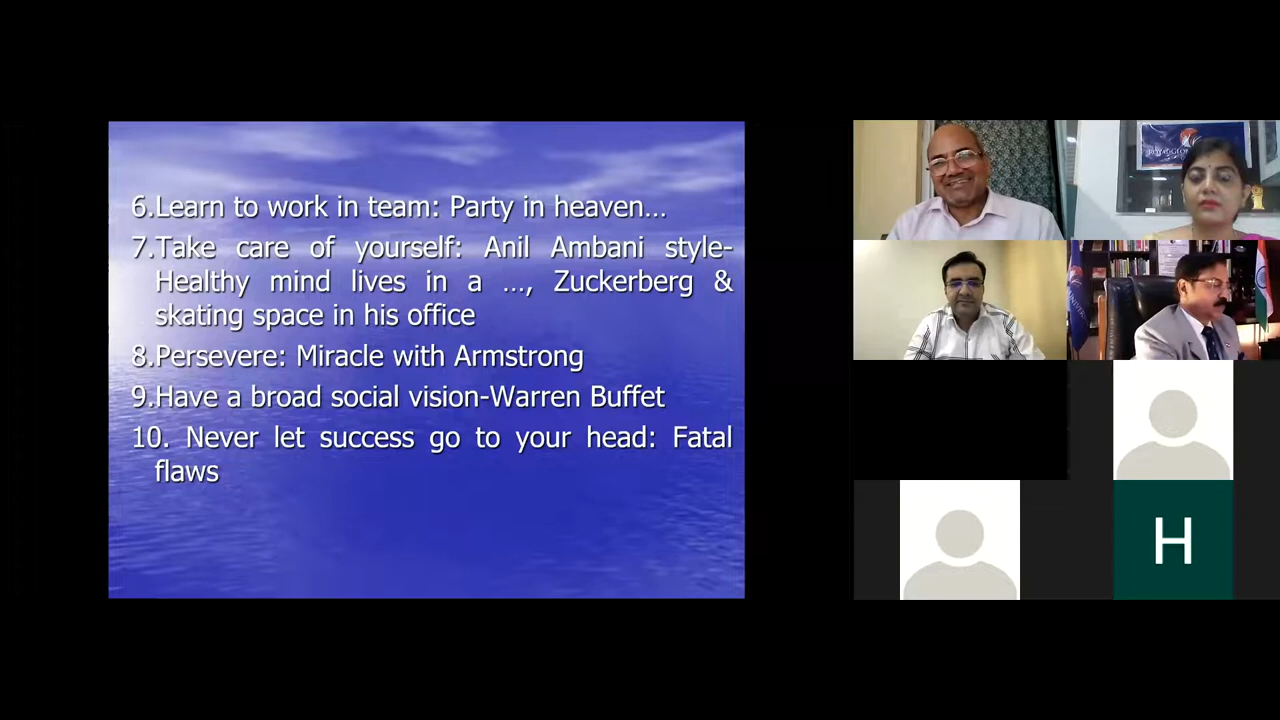 6.Learn to work in team: Party in heaven…
7.Take care of yourself: Anil Ambani style-
Healthy mind lives in a …, Zuckerberg &
skating space in his office
8.Persevere: Miracle with Armstrong
9.Have a broad social vision-Warren Buffet
10. Never let success go to your head: Fatal
flaws
H